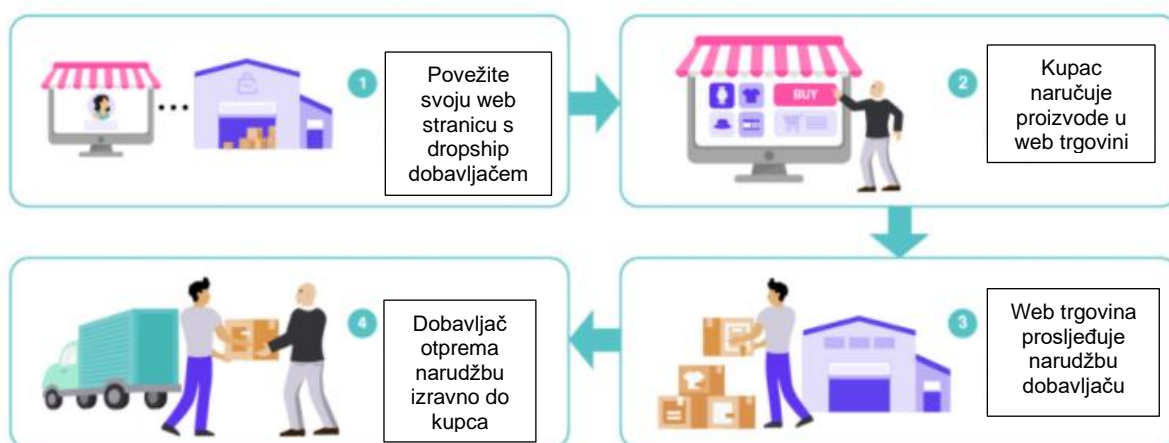 1
Povežite
svoju web
stranicu s
dropship
dobavljačem
BUY
2
Kupac
naručuje
proizvode u
web trgovini
3
Web trgovina
prosljeđuje
narudžbu
dobavljaču
4
Dobavljač
otprema
narudžbu
izravno do
kupca